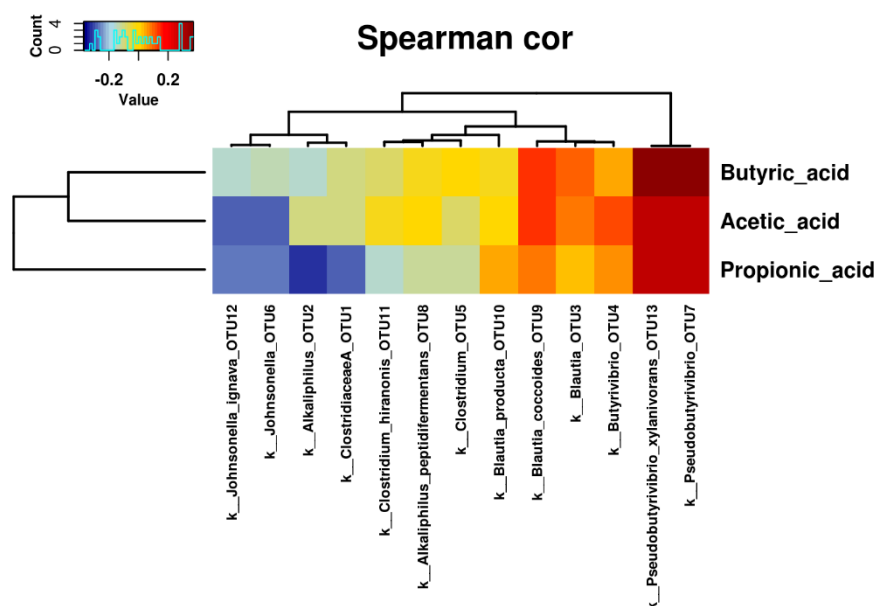 Count
0 4
-0.2 0.2
Value
Spearman cor
Butyric_acid
Acetic_acid
Propionic_acid
k__Johnsonella_ignava_OTU12
k__Johnsonella_OTU6
k__Alkaliphilus_OTU2
k__ClostridiaceaeA_OTU1
k__Clostridium_hiranonis_OTU11
k__Alkaliphilus_peptidifermentans_OTU8
k__Clostridium_OTU5
k__Blautia_producta_OTU10
k__Blautia_coccoides_OTU9
k__Blautia_OTU3
k__Butyrivibrio_OTU4
k__Pseudobutyrivibrio_xylanivorans_OTU13
k__Pseudobutyrivibrio_OTU7